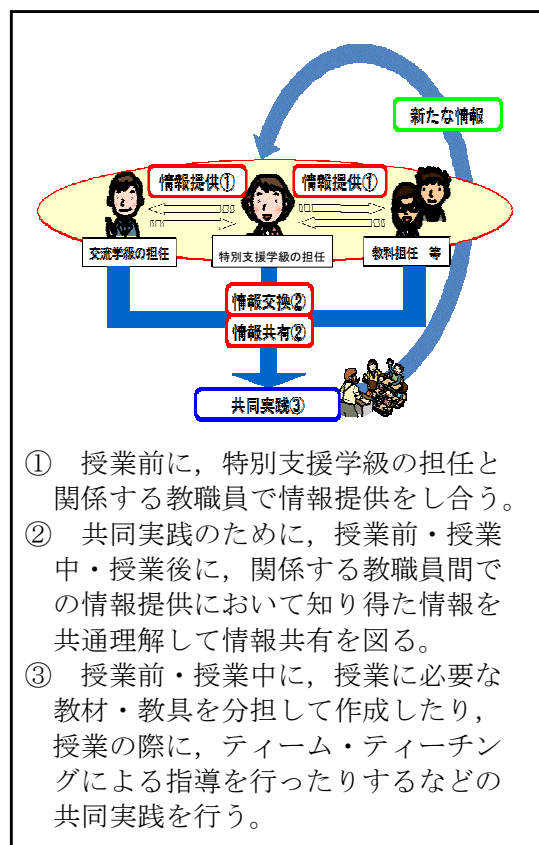 新たな情報
情報提供① 情報提供①
交流学級の担任 特別支援学級の担任 教科担任 等
情報交換②
情報共有②
共同実践③
① 授業前に，特別支援学級の担任と
関係する教職員で情報提供をし合う。
② 共同実践のために，授業前・授業
中・授業後に，関係する教職員間で
の情報提供において知り得た情報を
共通理解して情報共有を図る。
③ 授業前・授業中に，授業に必要な
教材・教具を分担して作成したり，
授業の際に，ティーム・ティーチン
グによる指導を行ったりするなどの
共同実践を行う。